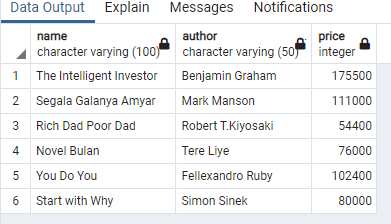 Data Output Explain Messages Notifications
name author price
character varying (100) character varying (50) integer
1 The Intelligent Investor Benjamin Graham 175500
2 Segala Galanya Amyar Mark Manson 111000
3 Rich Dad Poor Dad Robert T.Kiyosaki 54400
4 Novel Bulan Tere Liye 76000
5 You Do You Fellexandro Ruby 102400
6 Start with Why Simon Sinek 80000